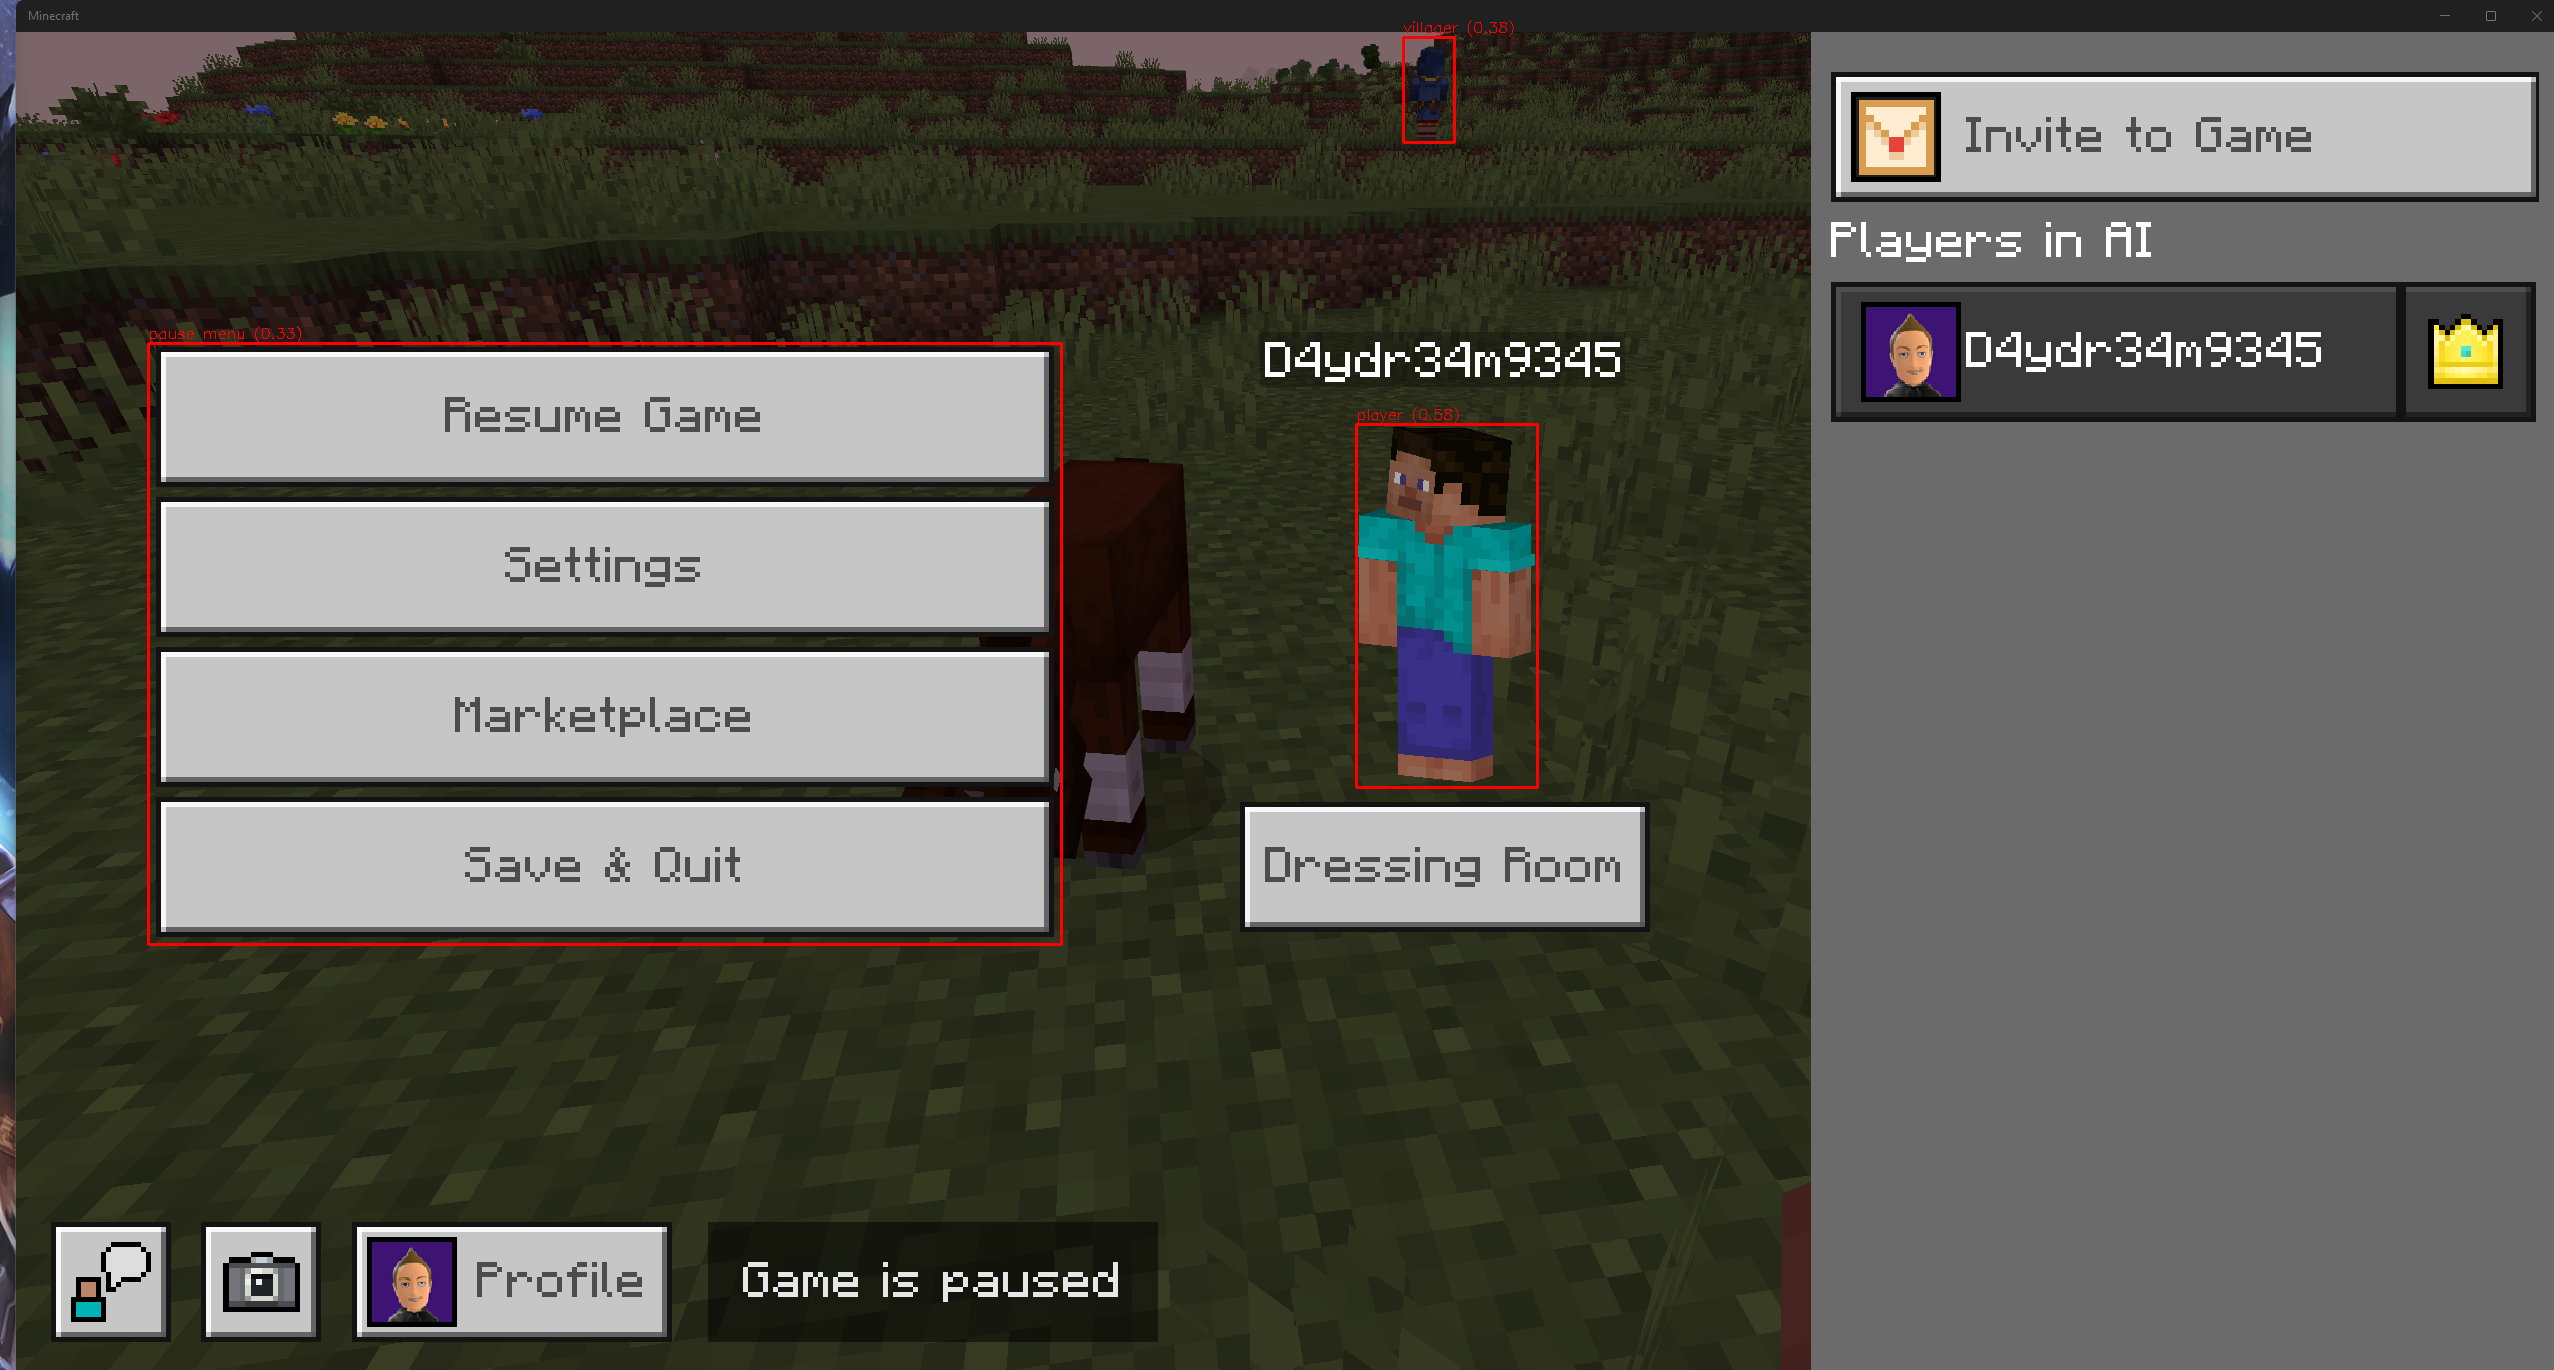 Minecraft
villager (0.38)
Invite to Game
Players in AI
D4ydr34m9345
pause menu (0.33)
Resume Game
Settings
Marketplace
Save & Quit
D4ydr34m9345
player (0.58)
Dressing Room
Profile
Game is paused